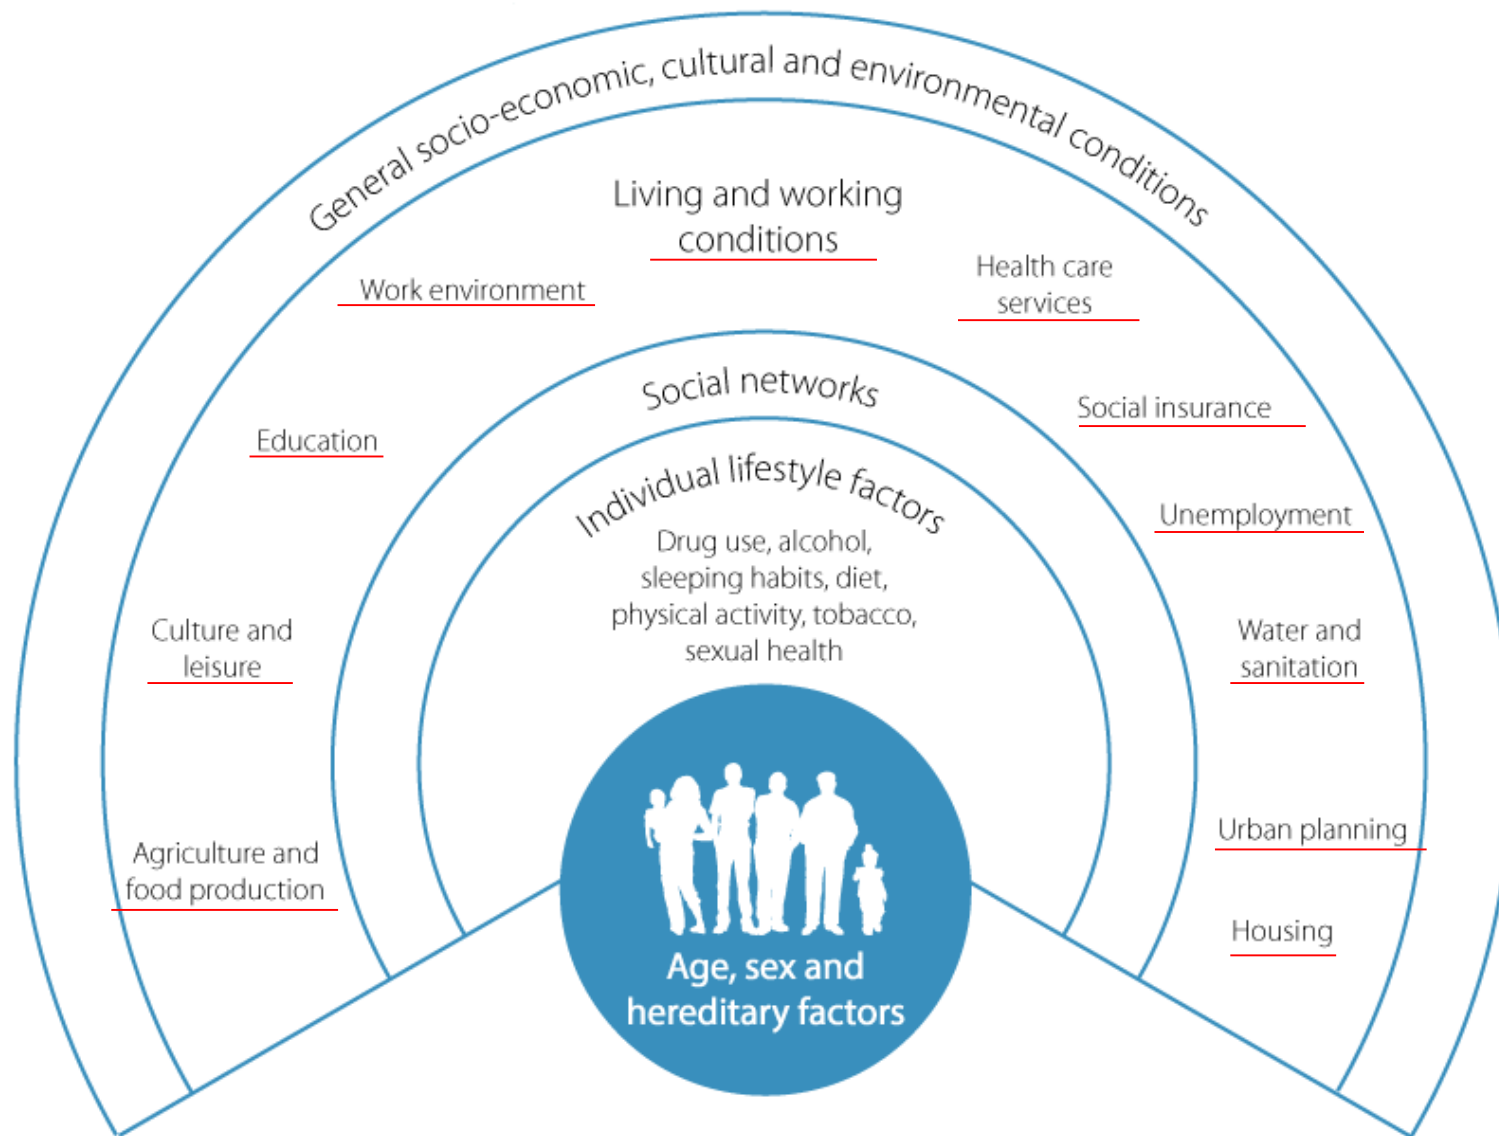 General socio-economic, cultural and environmental conditions
Living and working
conditions
Work environment
Health care
services
Social networks
Social insurance
Education
Individual lifestyle factors
Unemployment
Drug use, alcohol,
sleeping habits, diet,
physical activity, tobacco,
sexual health
Culture and
leisure
Water and
sanitation
Urban planning
Agriculture and
food production
Housing
Age, sex and
hereditary factors